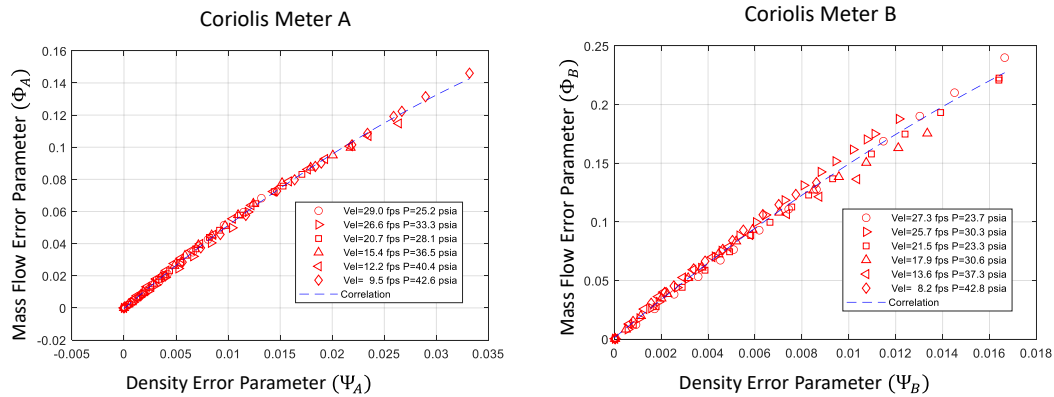 Coriolis Meter A
Mass Flow Error Parameter (Φ_A)
0.16
0.14
0.12
0.1
0.08
0.06
0.04
0.02
0
-0.02
Vel=29.0 fps P=25.2 psia
Vel=26.6 fps P=33.3 psia
Vel=20.7 fps P=28.1 psia
Vel=15.4 fps P=36.5 psia
Vel=12.2 fps P=40.4 psia
Vel= 9.5 fps P=42.6 psia
Correlation
-0.005 0 0.005 0.01 0.015 0.02 0.025 0.03 0.035
Density Error Parameter (Ψ_A)
Coriolis Meter B
Mass Flow Error Parameter (Φ_B)
0.25
0.2
0.15
0.1
0.05
0
Vel=27.3 fps P=23.7 psia
Vel=25.7 fps P=30.3 psia
Vel=21.5 fps P=23.3 psia
Vel=17.9 fps P=30.6 psia
Vel=13.6 fps P=37.3 psia
Vel= 8.2 fps P=42.8 psia
Correlation
0 0.002 0.004 0.006 0.008 0.01 0.012 0.014 0.016 0.018
Density Error Parameter (Ψ_B)